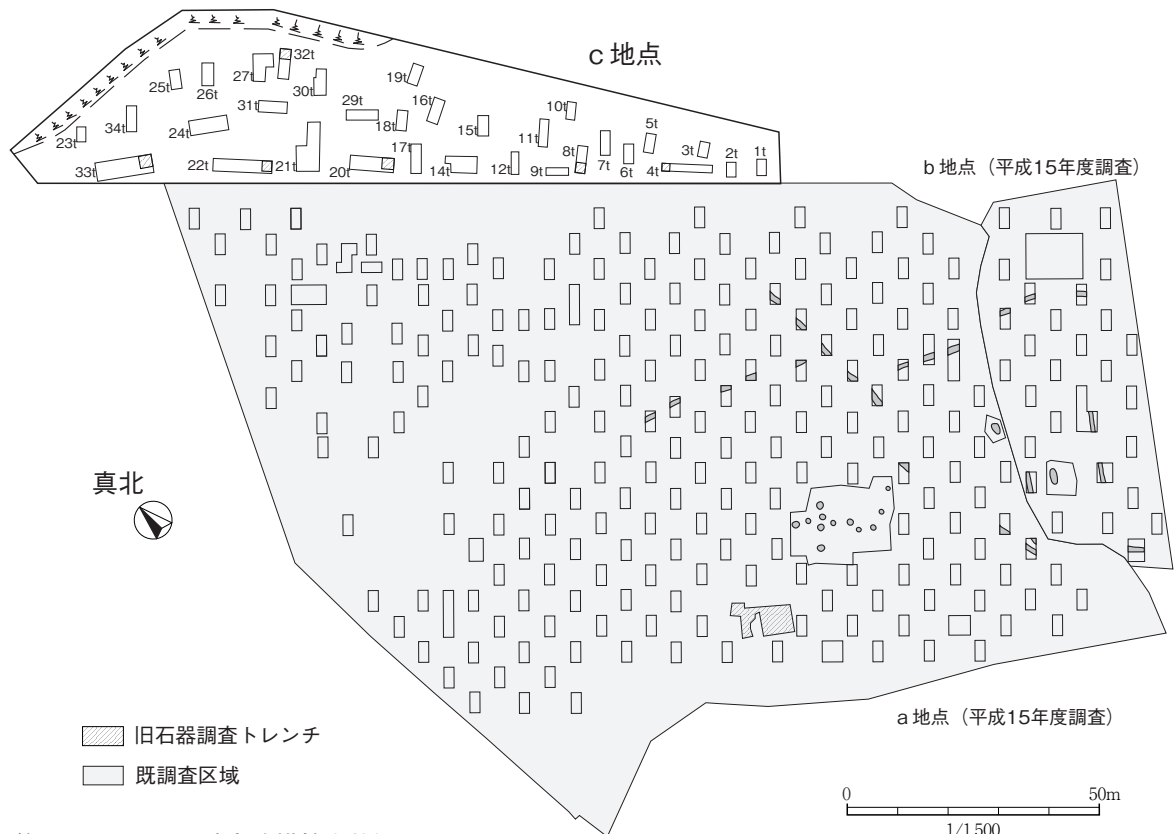 c 地点
32t
27t
25t
26t
30t
19t
16t
10t
31t
29t
34t
24t
18t
15t
11t
5t
23t
17t
8t
7t
6t
3t
2t
1t
33t
22t
21t
20t
14t
12t
9t
4t
b 地点（平成15年度調査）
真北
a 地点（平成15年度調査）
旧石器調査トレンチ
既調査区域
0
50m
1/1,500